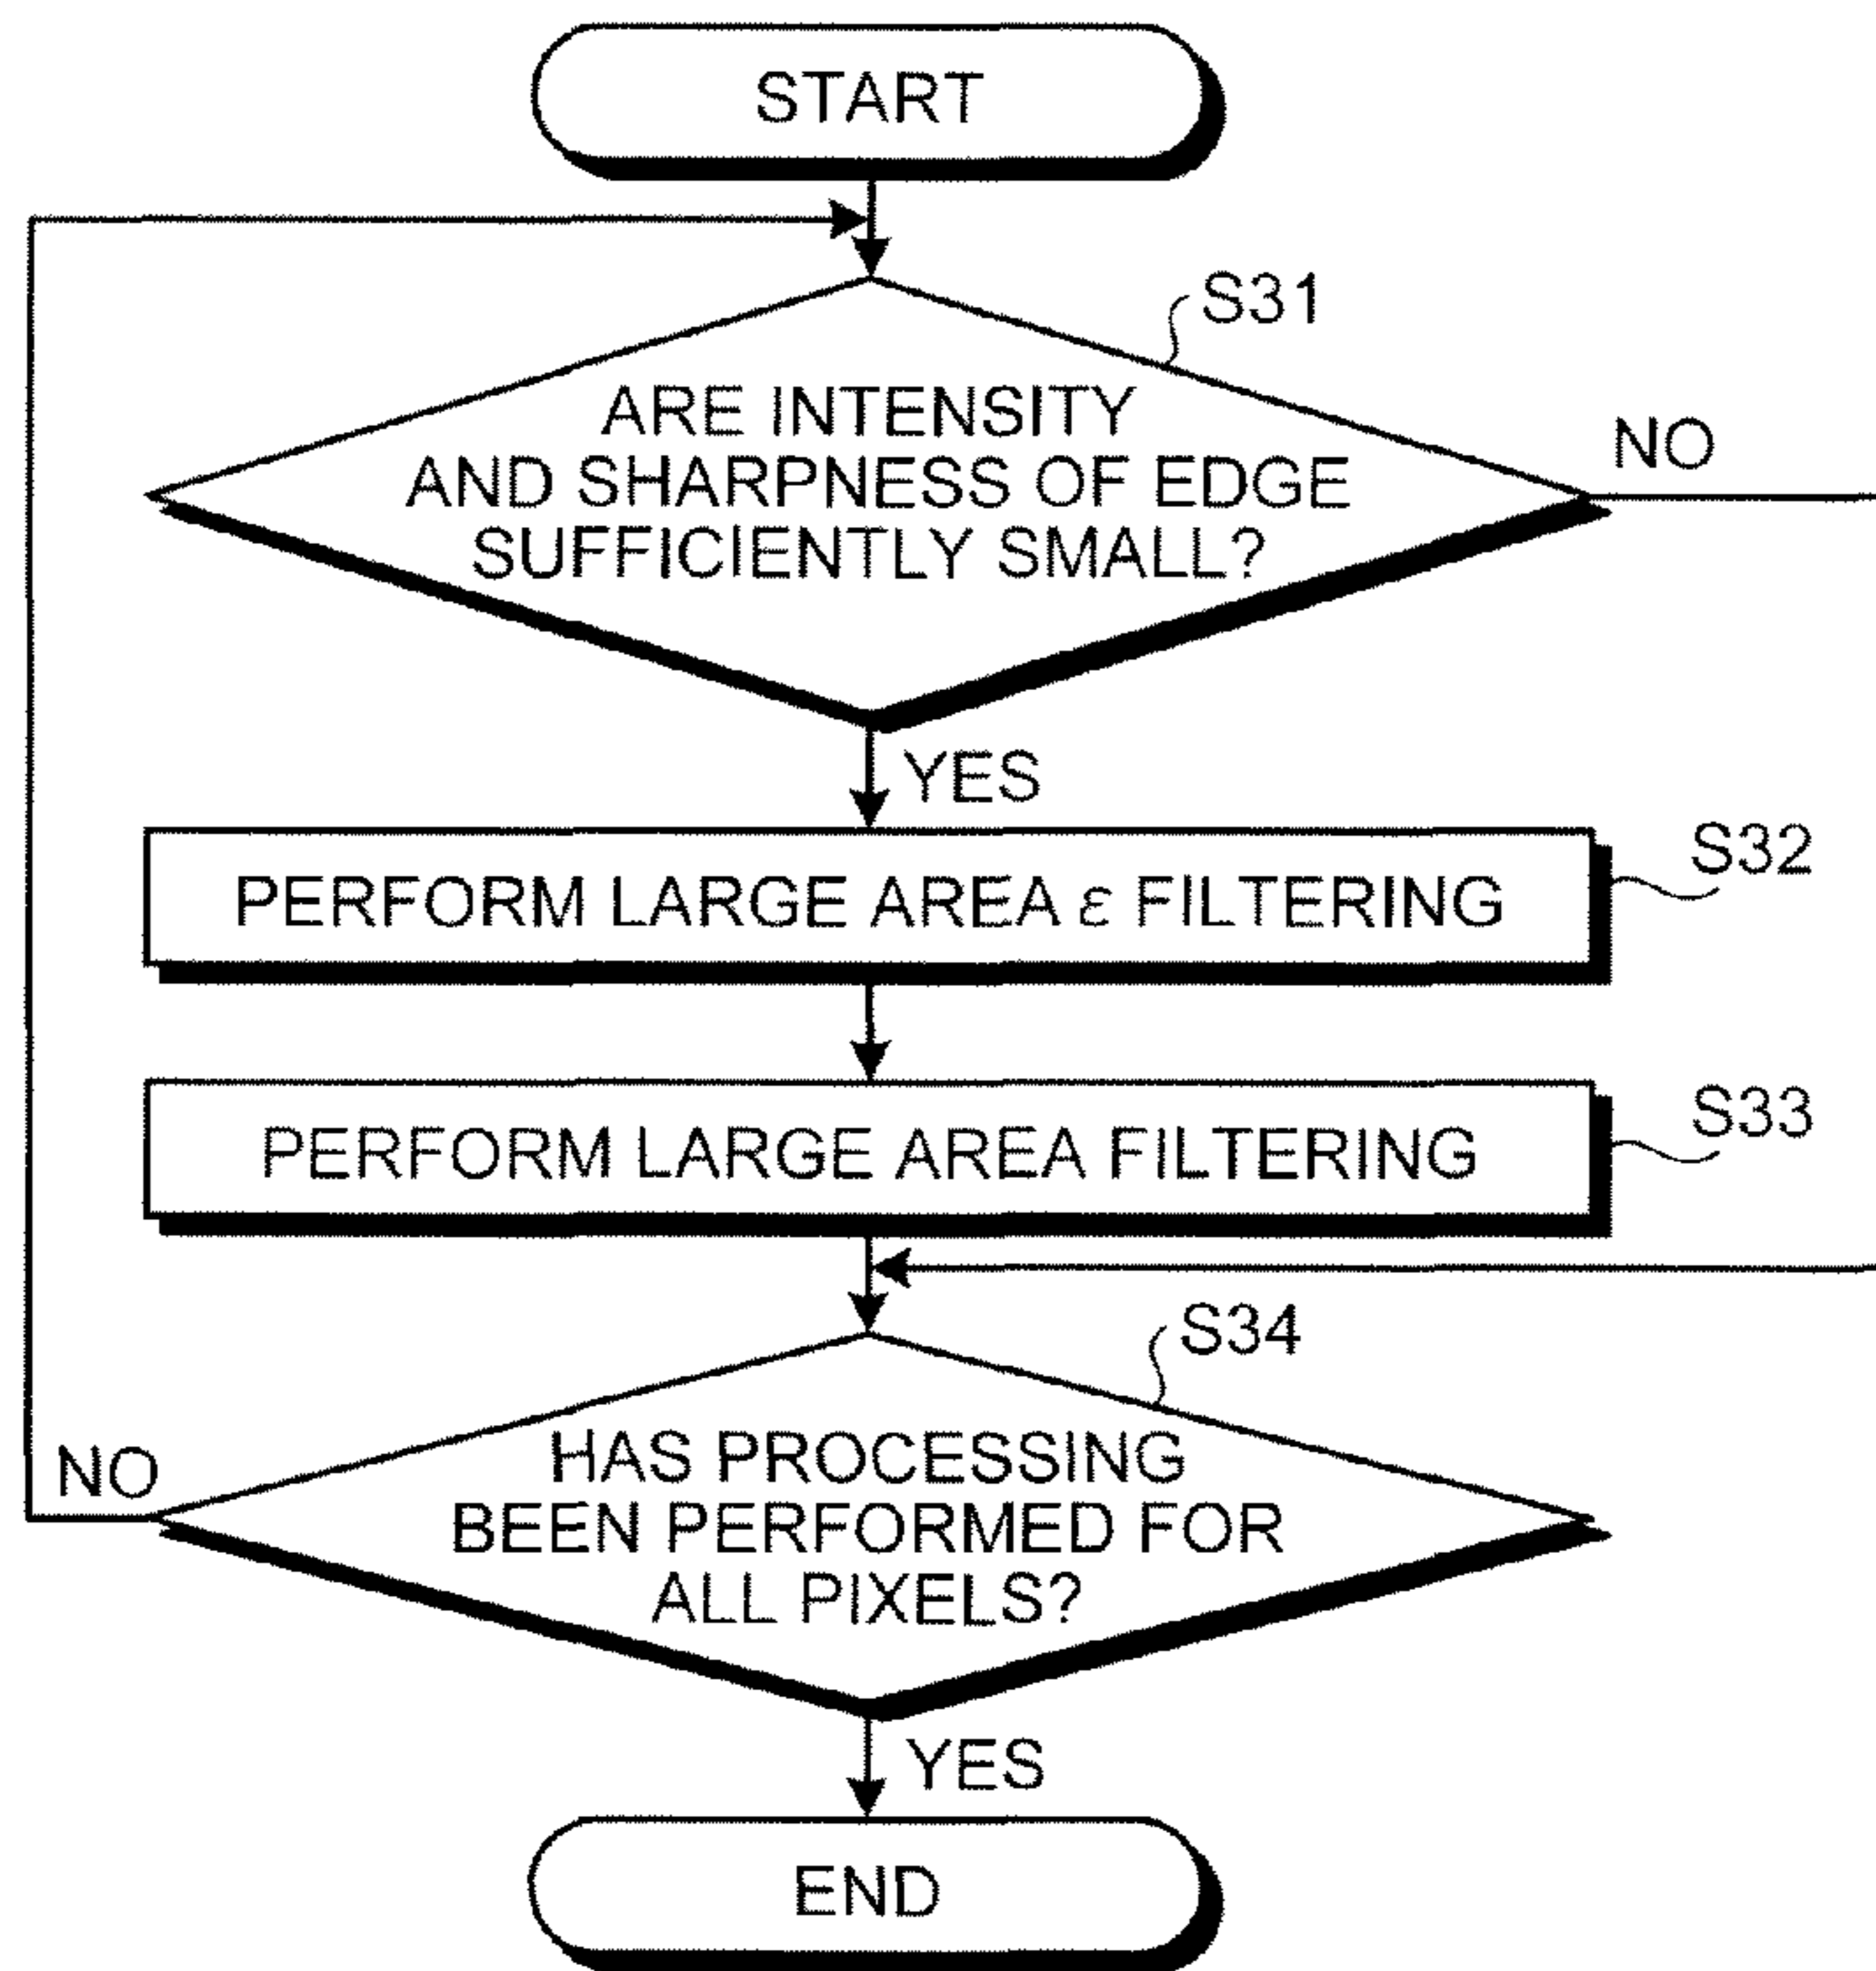 START
S31
ARE INTENSITY
AND SHARPNESS OF EDGE
SUFFICIENTLY SMALL?
NO
YES
S32
PERFORM LARGE AREA ε FILTERING
S33
PERFORM LARGE AREA FILTERING
S34
HAS PROCESSING
BEEN PERFORMED FOR
ALL PIXELS?
NO
YES
END